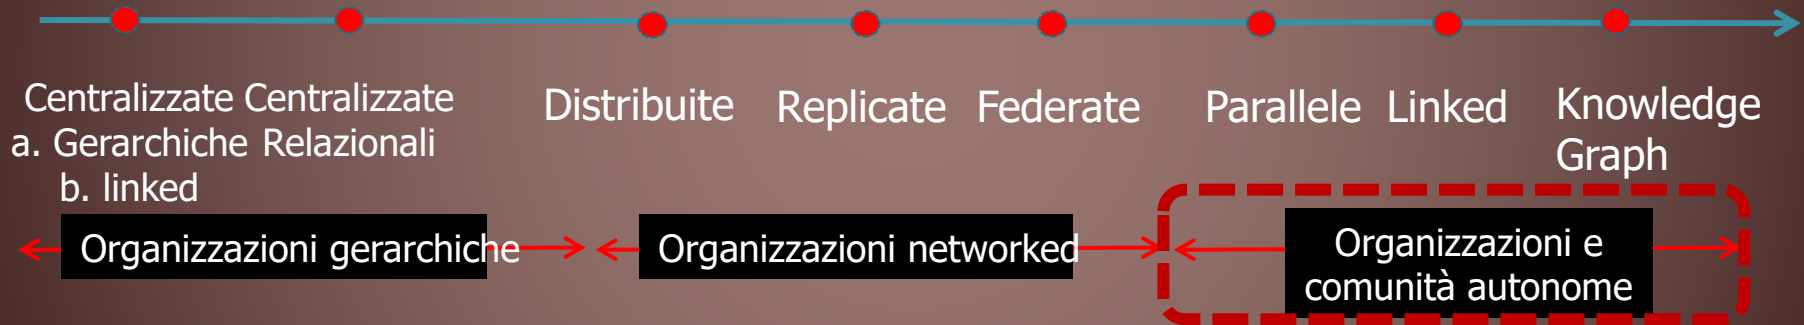 Centralizzate Centralizzate
a. Gerarchiche Relazionali
b. linked
Distribuite
Replicate
Federate
Parallele
Linked
Knowledge
Graph
Organizzazioni gerarchiche
Organizzazioni networked
Organizzazioni e
comunità autonome